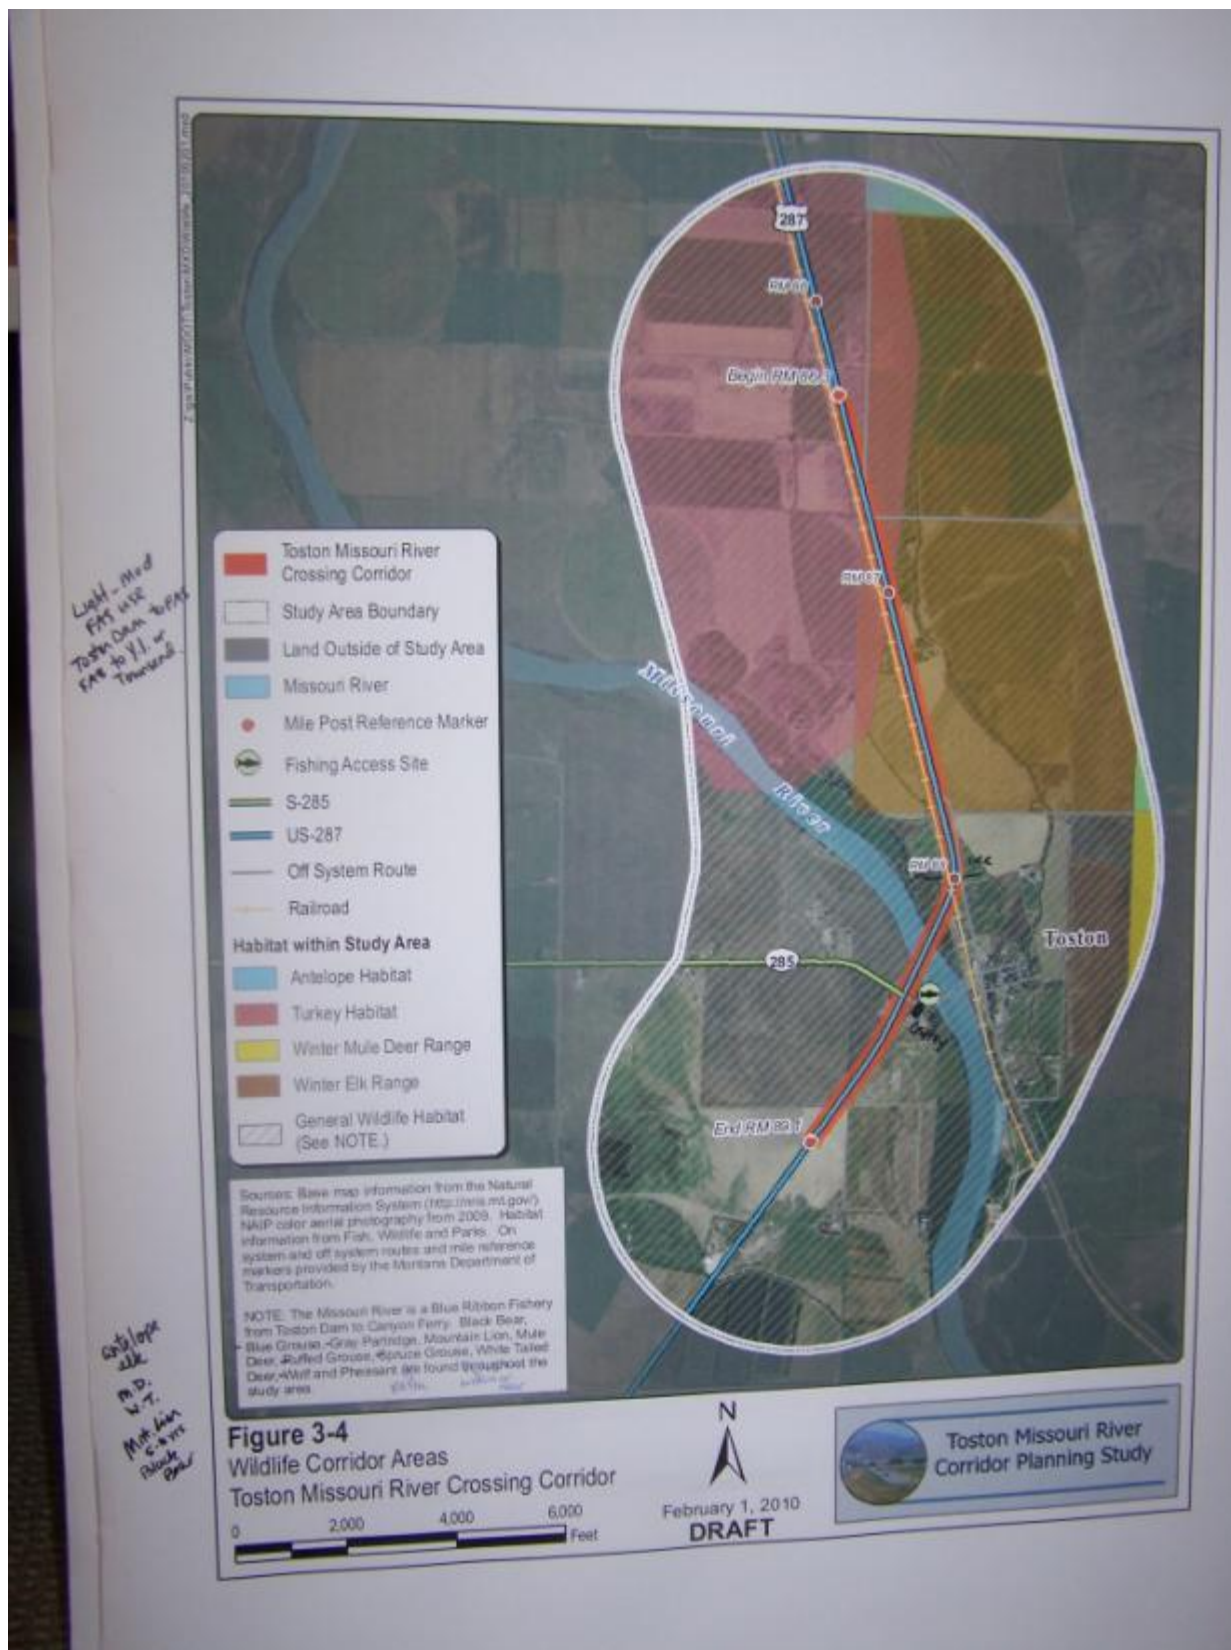 287
RM 86
Begin RM 86.3
RM 87
Missouri
River
RM 88
Toston
285
End RM 89.1
Toston Missouri River
Crossing Corridor
Study Area Boundary
Land Outside of Study Area
Missouri River
Mile Post Reference Marker
Fishing Access Site
S-285
US-287
Off System Route
Railroad
Habitat within Study Area
Antelope Habitat
Turkey Habitat
Winter Mule Deer Range
Winter Elk Range
General Wildlife Habitat
(See NOTE.)
Light-Mod
FAS use
Toston Dam to FAS
FAS to Y.I. or
Townsend
Sources: Base map information from the Natural
Resource Information System (http://nris.mt.gov/)
NAIP color aerial photography from 2009. Habitat
information from Fish, Wildlife and Parks. On
system and off system routes and mile reference
markers provided by the Montana Department of
Transportation.
NOTE: The Missouri River is a Blue Ribbon Fishery
from Toston Dam to Canyon Ferry. Black Bear,
Blue Grouse, Gray Partridge, Mountain Lion, Mule
Deer, Ruffed Grouse, Spruce Grouse, White Tailed
Deer, Wolf and Pheasant are found throughout the
study area
antelope
elk
M.D.
W.T.
Mtn. Lion
Black
Bear
Figure 3-4
Wildlife Corridor Areas
Toston Missouri River Crossing Corridor
0 2,000 4,000 6,000
Feet
N
February 1, 2010
DRAFT
Toston Missouri River
Corridor Planning Study